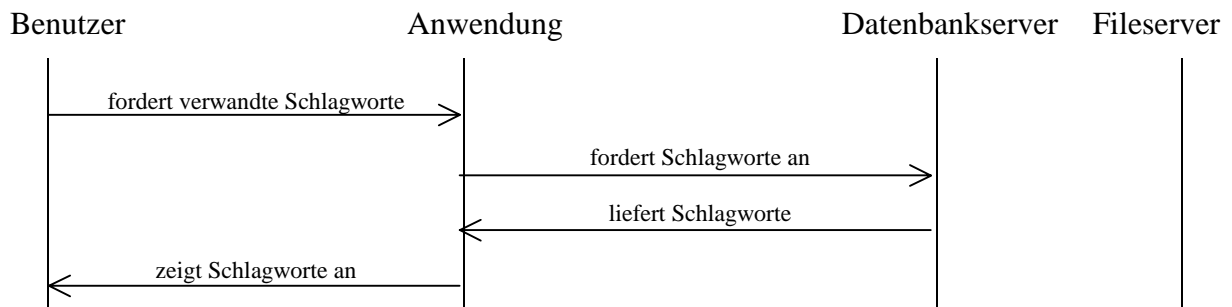 Benutzer Anwendung Datenbankserver Fileserver
fordert verwandte Schlagworte
fordert Schlagworte an
liefert Schlagworte
zeigt Schlagworte an